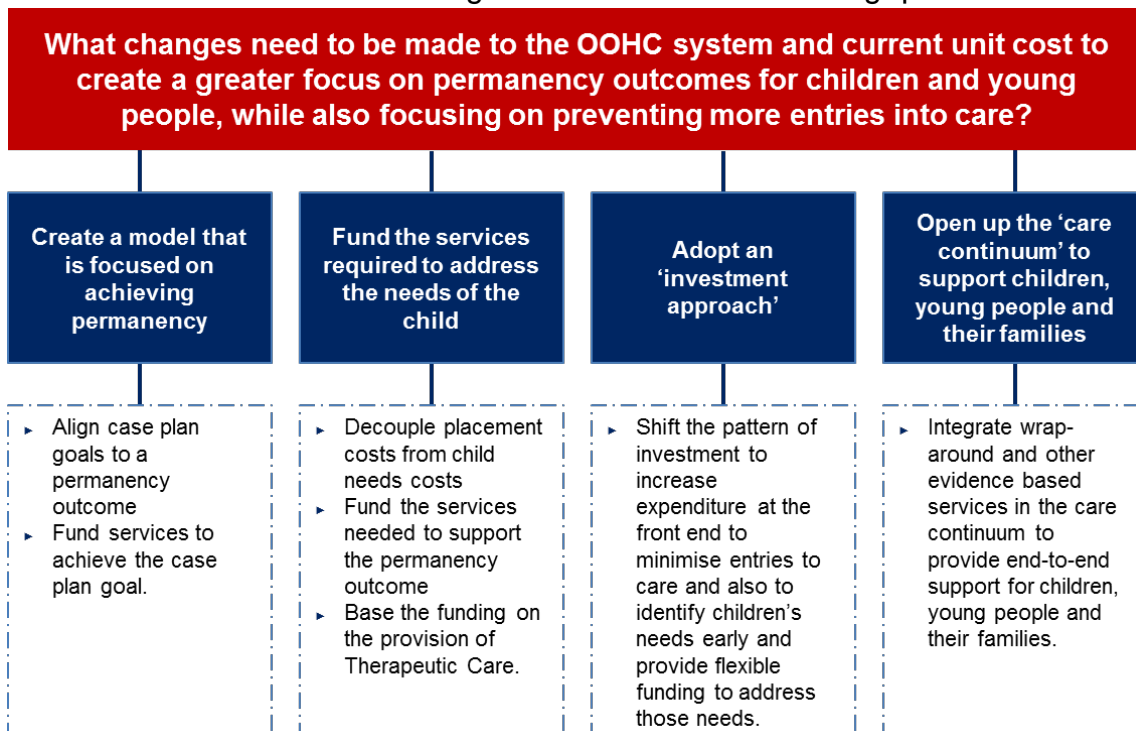 What changes need to be made to the OOHC system and current unit cost to
create a greater focus on permanency outcomes for children and young
people, while also focusing on preventing more entries into care?
Create a model that
is focused on
achieving
permanency
► Align case plan
goals to a
permanency
outcome
► Fund services to
achieve the case
plan goal.
Fund the services
required to address
the needs of the
child
► Decouple placement
costs from child
needs costs
► Fund the services
needed to support
the permanency
outcome
► Base the funding on
the provision of
Therapeutic Care.
Adopt an
‘investment
approach’
► Shift the pattern of
investment to
increase
expenditure at the
front end to
minimise entries to
care and also to
identify children’s
needs early and
provide flexible
funding to address
those needs.
Open up the ‘care
continuum’ to
support children,
young people and
their families
► Integrate wrap-
around and other
evidence based
services in the care
continuum to
provide end-to-end
support for children,
young people and
their families.